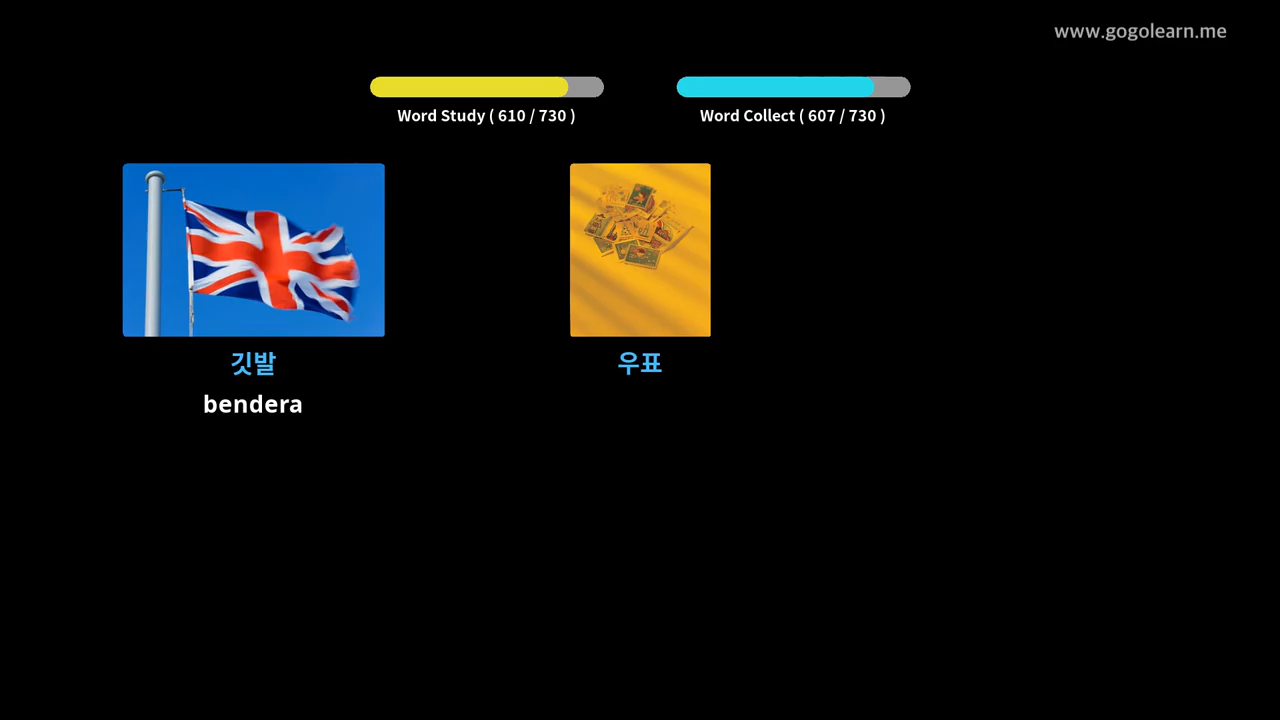 www.gogolearn.me
Word Study ( 610 / 730 )
Word Collect ( 607 / 730 )
깃발
우표
bendera